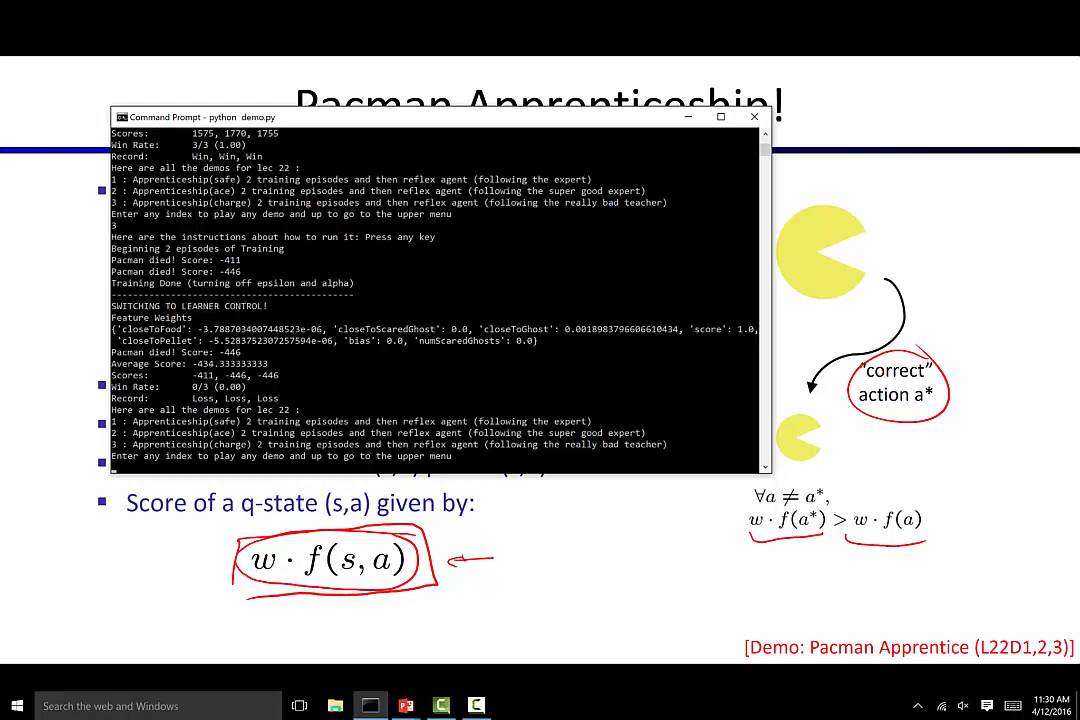 Pacman Apprenticeship!
Command Prompt - python demo.py
Scores: 1575, 1770, 1755
Win Rate: 3/3 (1.00)
Record: Win, Win, Win
Here are all the demos for lec 22 :
1 : Apprenticeship(safe) 2 training episodes and then reflex agent (following the expert)
2 : Apprenticeship(ace) 2 training episodes and then reflex agent (following the super good expert)
3 : Apprenticeship(charge) 2 training episodes and then reflex agent (following the really bad teacher)
Enter any index to play any demo and up to go to the upper menu
3
Here are the instructions about how to run it: Press any key
Beginning 2 episodes of Training
Pacman died! Score: -411
Pacman died! Score: -446
Training Done (turning off epsilon and alpha)
---------------------------------------------
SWITCHING TO LEARNER CONTROL!
Feature Weights
{'closeToFood': -3.7887034007448523e-06, 'closeToScaredGhost': 0.0, 'closeToGhost': 0.0018983796606610434, 'score': 1.0,
'closeToPellet': -5.5283752307257594e-06, 'bias': 0.0, 'numScaredGhosts': 0.0}
Pacman died! Score: -446
Average Score: -434.333333333
Scores: -411, -446, -446
Win Rate: 0/3 (0.00)
Record: Loss, Loss, Loss
Here are all the demos for lec 22 :
1 : Apprenticeship(safe) 2 training episodes and then reflex agent (following the expert)
2 : Apprenticeship(ace) 2 training episodes and then reflex agent (following the super good expert)
3 : Apprenticeship(charge) 2 training episodes and then reflex agent (following the really bad teacher)
Enter any index to play any demo and up to go to the upper menu
"correct"
action a*
Score of a q-state (s,a) given by:
w · f(s, a)
∀a ≠ a*,
w · f(a*) > w · f(a)
[Demo: Pacman Apprentice (L22D1,2,3)]
Search the web and Windows
11:30 AM
4/12/2016